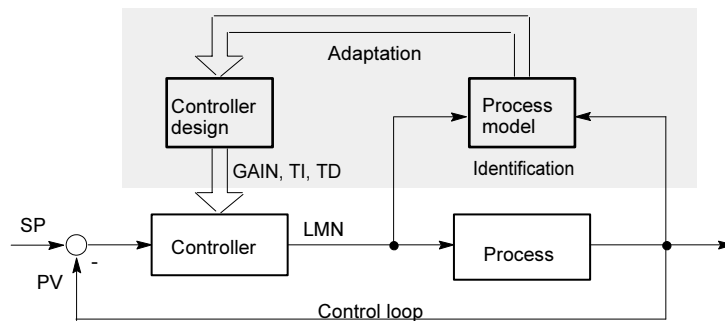 Adaptation
Controller
design
Process
model
Identification
GAIN, TI, TD
SP
Controller
LMN
Process
-
PV
Control loop